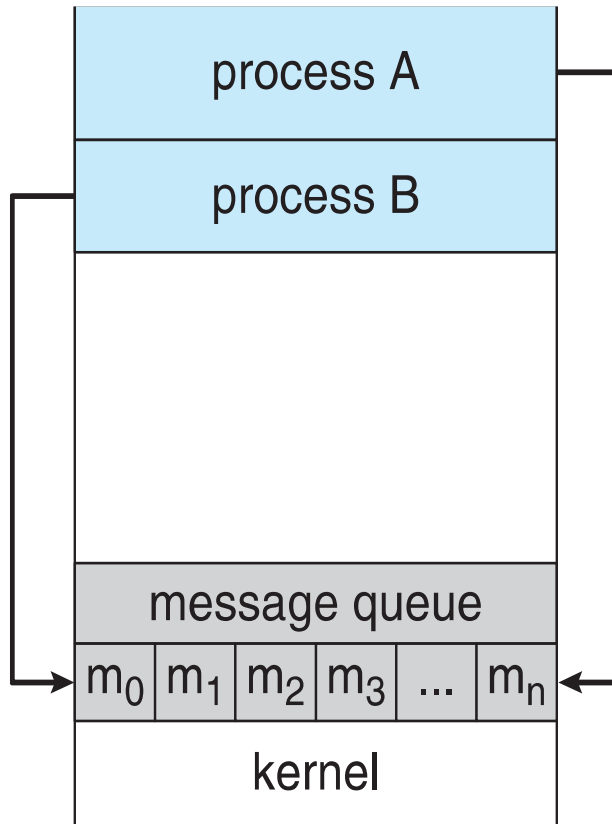 process A
process B
message queue
m₀ m₁ m₂ m₃ ... mₙ
kernel